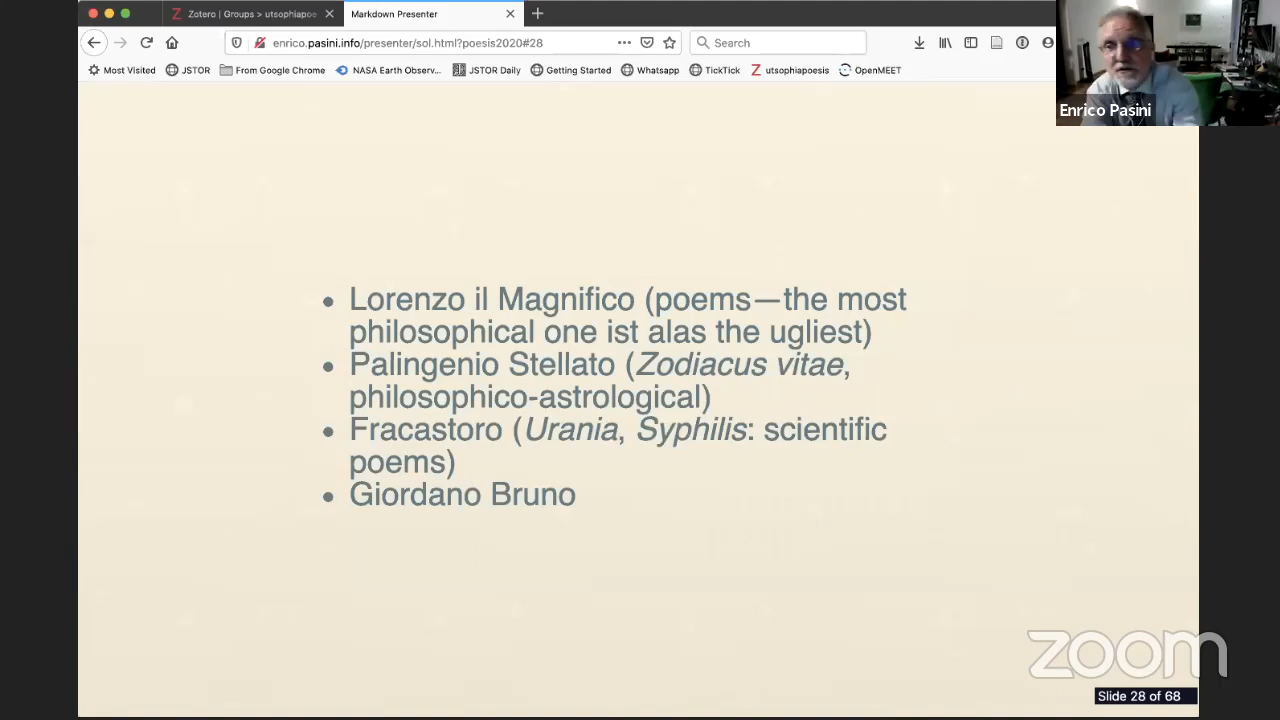 Zotero | Groups > utsophiapoe
Markdown Presenter
enrico.pasini.info/presenter/sol.html?poesis2020#28
Search
Most Visited JSTOR From Google Chrome NASA Earth Observ... JSTOR Daily Getting Started Whatsapp TickTick utsophiapoesis OpenMEET
Enrico Pasini
• Lorenzo il Magnifico (poems—the most
philosophical one ist alas the ugliest)
• Palingenio Stellato (Zodiacus vitae,
philosophico-astrological)
• Fracastoro (Urania, Syphilis: scientific
poems)
• Giordano Bruno
zoom
Slide 28 of 68